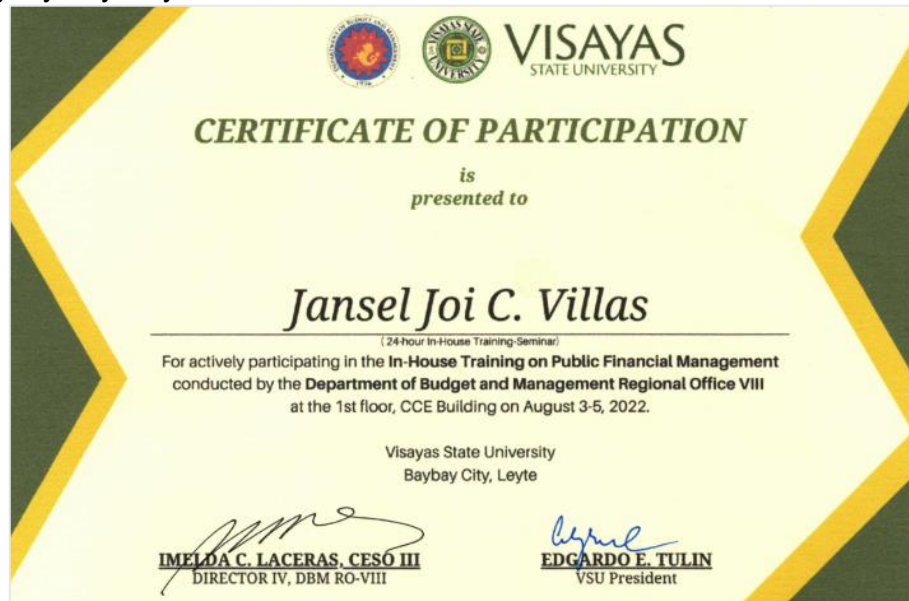 VISAYAS
STATE UNIVERSITY
VISAYAS STATE
UNIVERSITY
CERTIFICATE OF PARTICIPATION
is
presented to
Jansel Joi C. Villas
( 24-hour In-House Training-Seminar)
For actively participating in the In-House Training on Public Financial Management
conducted by the Department of Budget and Management Regional Office VIII
at the 1st floor, CCE Building on August 3-5, 2022.
Visayas State University
Baybay City, Leyte
IMELDA C. LACERAS, CESO III
DIRECTOR IV, DBM RO-VIII
EDGARDO E. TULIN
VSU President